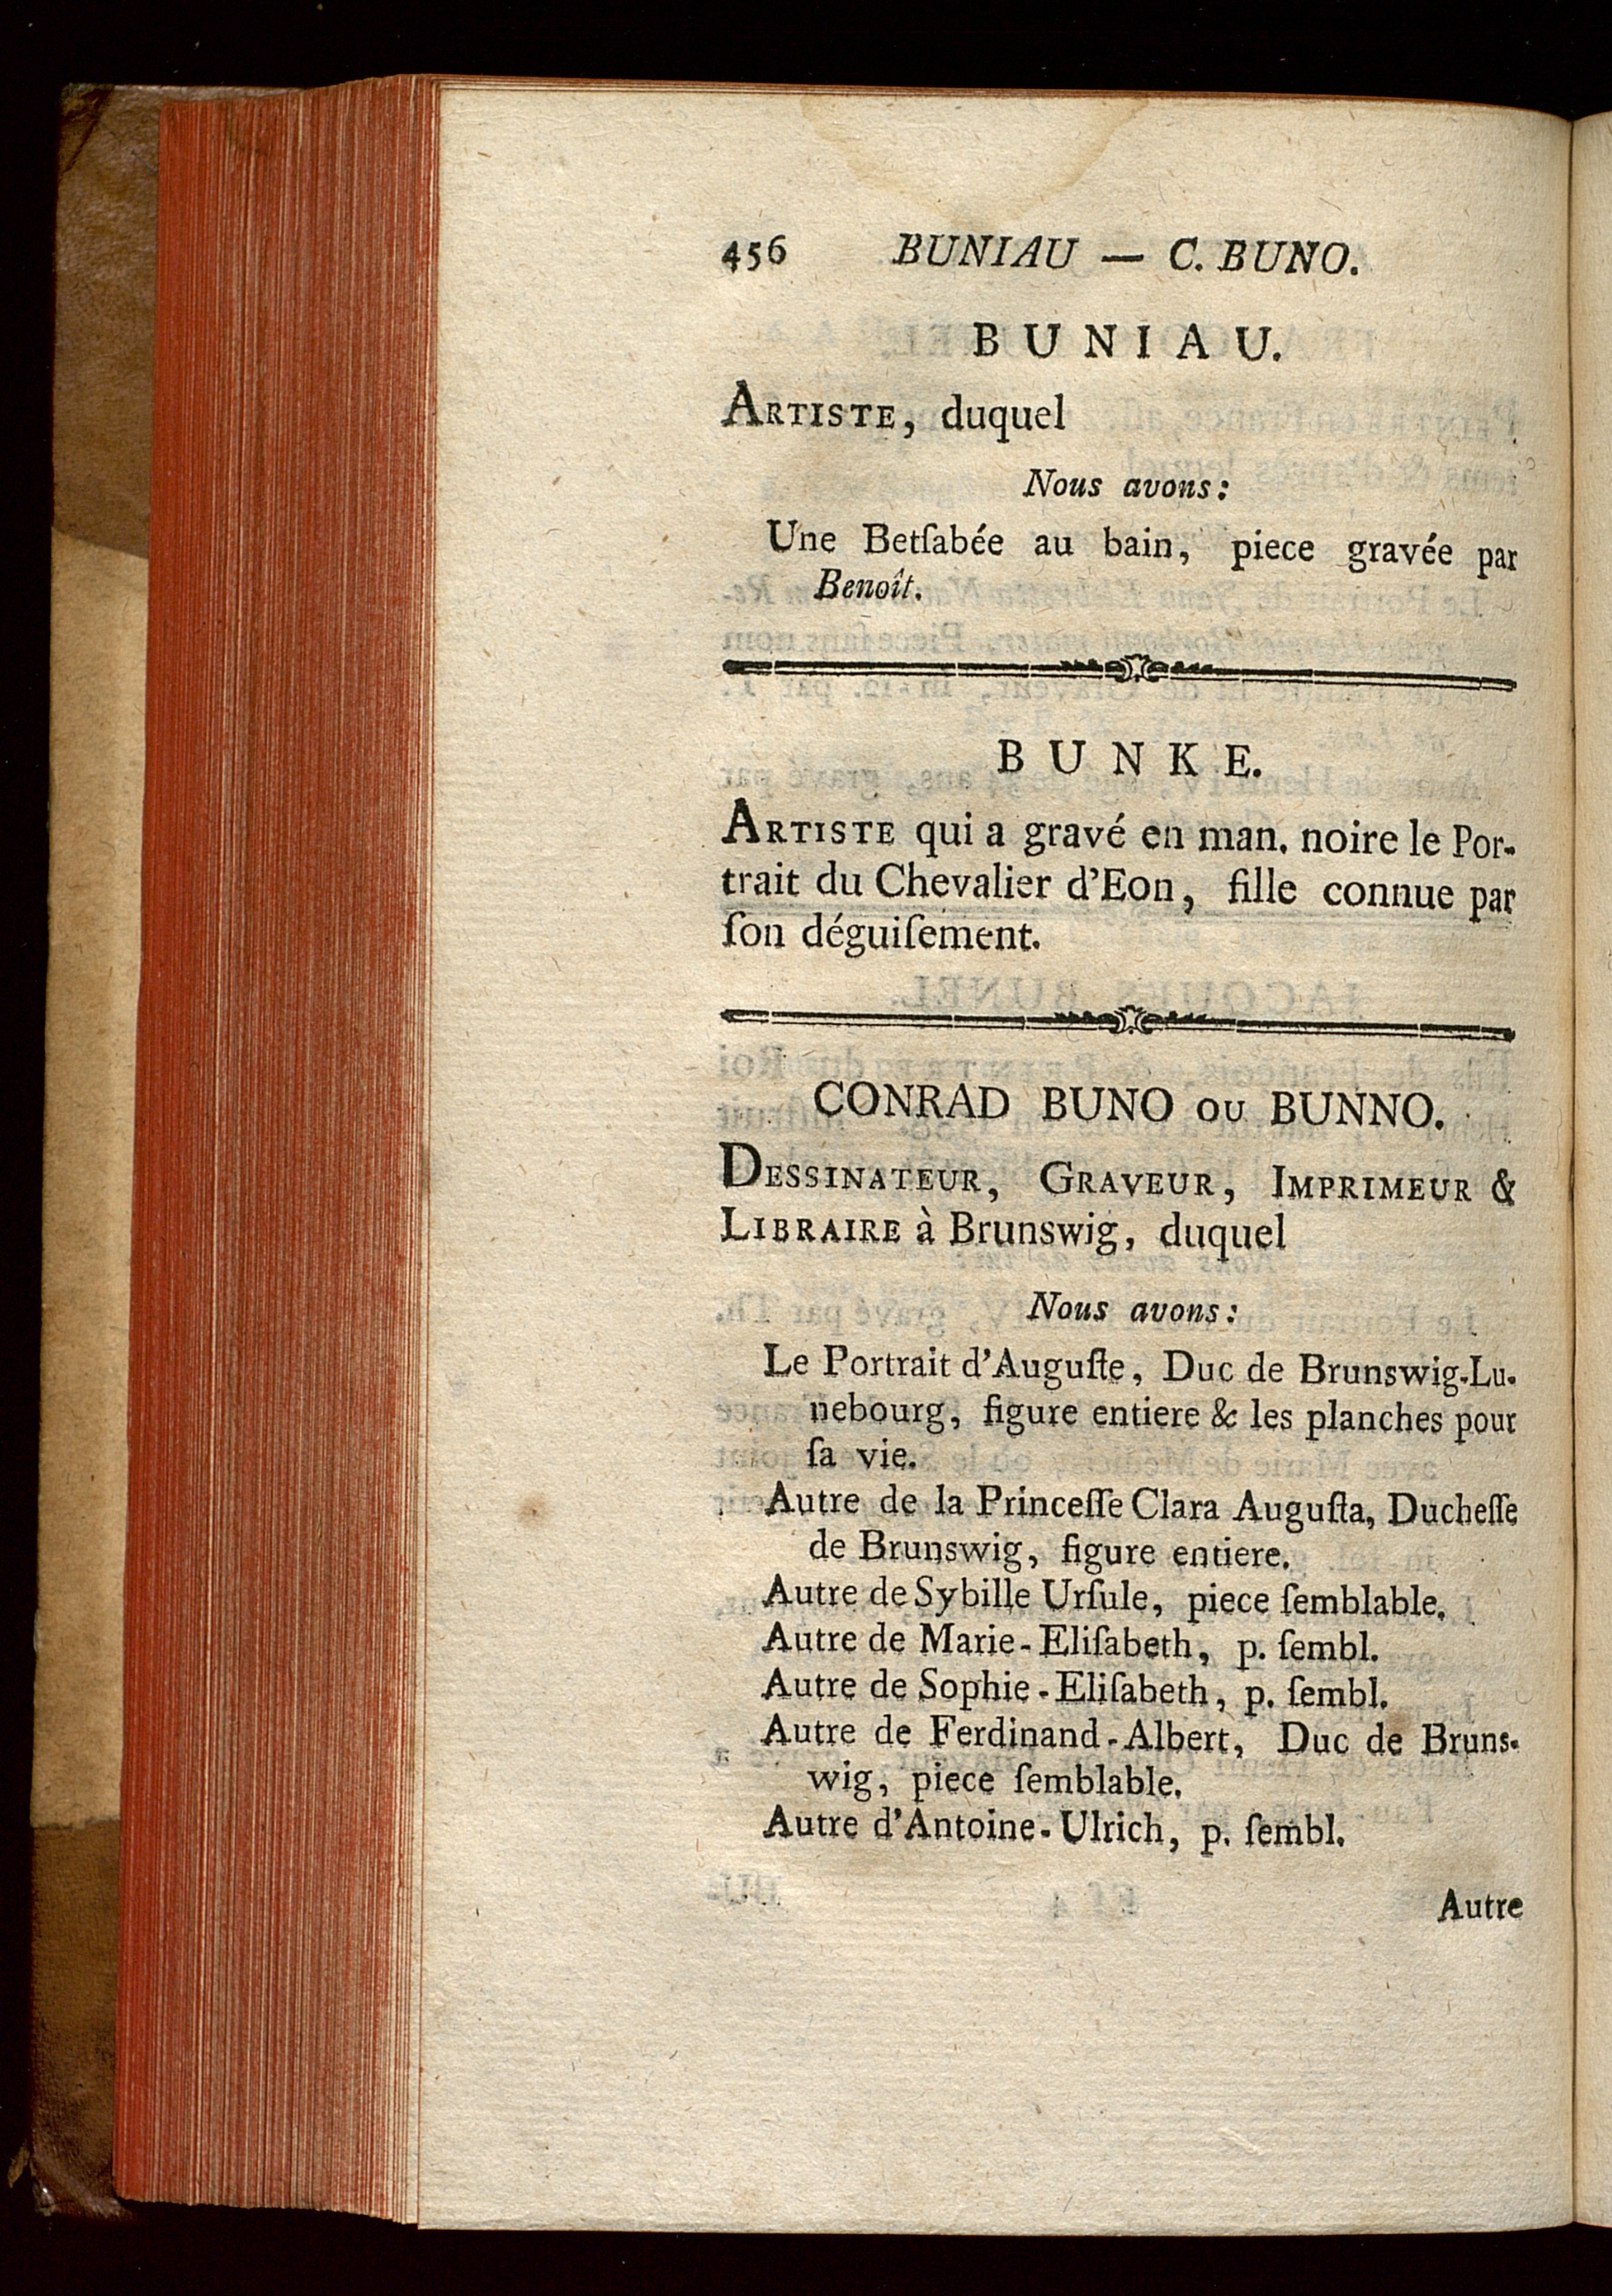 456 BUNIAU — C. BUNO.
BUNIAU.
ARTISTE, duquel
Nous avons:
Une Betſabée au bain, piece gravée par
Benoît.
BUNKE.
ARTISTE qui a gravé en man. noire le Por-
trait du Chevalier d'Eon, fille connue par
ſon déguiſement.
CONRAD BUNO OU BUNNO.
DESSINATEUR, GRAVEUR, IMPRIMEUR &
LIBRAIRE à Brunswig, duquel
Nous avons:
Le Portrait d'Auguſte, Duc de Brunswig-Lu-
nebourg, figure entiere & les planches pour
ſa vie.
Autre de la Princeſſe Clara Auguſta, Ducheſſe
de Brunswig, figure entiere.
Autre de Sybille Urſule, piece ſemblable.
Autre de Marie-Eliſabeth, p. ſembl.
Autre de Sophie-Eliſabeth, p. ſembl.
Autre de Ferdinand-Albert, Duc de Bruns-
wig, piece ſemblable.
Autre d'Antoine-Ulrich, p. ſembl.
Autre